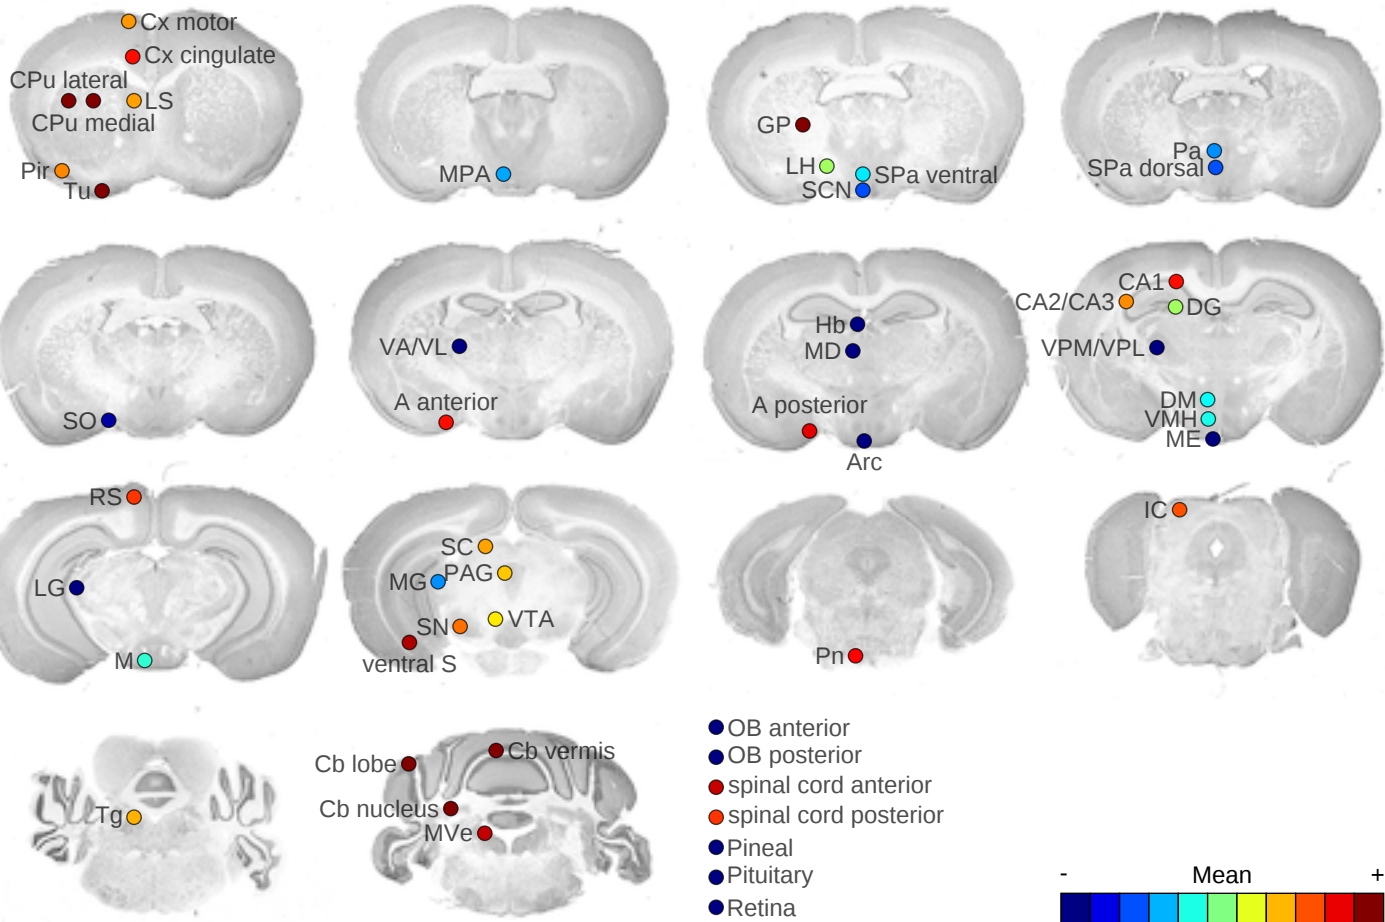 Cx motor
Cx cingulate
CPu lateral
LS
CPu medial
Pir
Tu
MPA
GP
LH
SPa ventral
SCN
Pa
SPa dorsal
SO
VA/VL
A anterior
Hb
MD
A posterior
Arc
CA1
CA2/CA3
DG
VPM/VPL
DM
VMH
ME
RS
LG
M
SC
PAG
MG
VTA
SN
ventral S
Pn
IC
Tg
Cb vermis
Cb lobe
Cb nucleus
MVe
OB anterior
OB posterior
spinal cord anterior
spinal cord posterior
Pineal
Pituitary
Retina
- Mean +